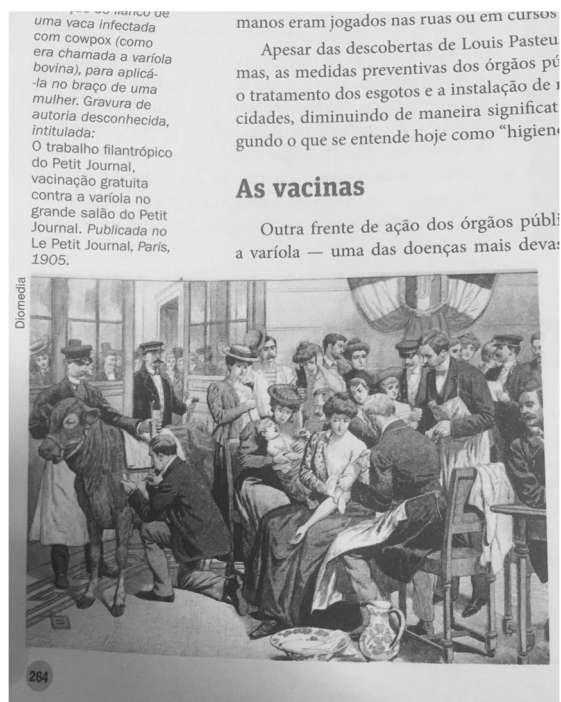 uma vaca infectada
com cowpox (como
era chamada a varíola
bovina), para aplicá-
-la no braço de uma
mulher. Gravura de
autoria desconhecida,
intitulada:
O trabalho filantrópico
do Petit Journal,
vacinação gratuita
contra a varíola no
grande salão do Petit
Journal. Publicada no
Le Petit Journal, Paris,
1905.
manos eram jogados nas ruas ou em cursos
Apesar das descobertas de Louis Pasteu
mas, as medidas preventivas dos órgãos pú
o tratamento dos esgotos e a instalação de
cidades, diminuindo de maneira significat
gundo o que se entende hoje como “higien
As vacinas
Outra frente de ação dos órgãos públi
a varíola — uma das doenças mais devas
Diomedia
264